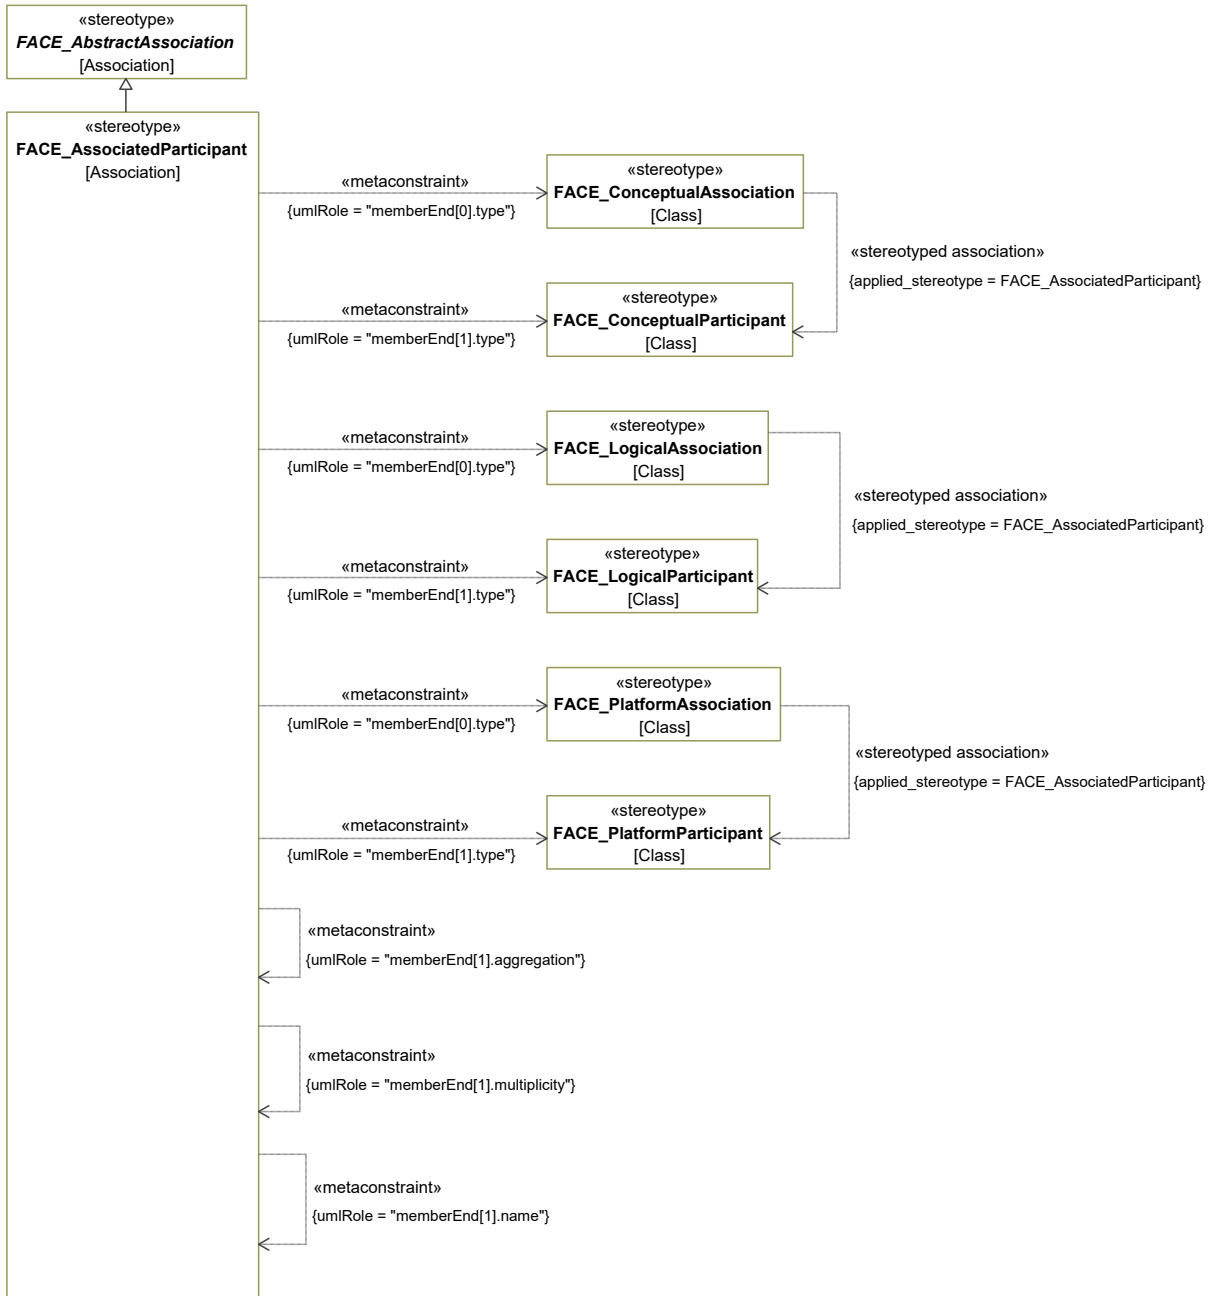 «stereotype»
FACE_AbstractAssociation
[Association]
«stereotype»
FACE_AssociatedParticipant
[Association]
«metaconstraint»
{umlRole = "memberEnd[0].type"}
«stereotype»
FACE_ConceptualAssociation
[Class]
«stereotyped association»
{applied_stereotype = FACE_AssociatedParticipant}
«metaconstraint»
{umlRole = "memberEnd[1].type"}
«stereotype»
FACE_ConceptualParticipant
[Class]
«metaconstraint»
{umlRole = "memberEnd[0].type"}
«stereotype»
FACE_LogicalAssociation
[Class]
«stereotyped association»
{applied_stereotype = FACE_AssociatedParticipant}
«metaconstraint»
{umlRole = "memberEnd[1].type"}
«stereotype»
FACE_LogicalParticipant
[Class]
«metaconstraint»
{umlRole = "memberEnd[0].type"}
«stereotype»
FACE_PlatformAssociation
[Class]
«stereotyped association»
{applied_stereotype = FACE_AssociatedParticipant}
«metaconstraint»
{umlRole = "memberEnd[1].type"}
«stereotype»
FACE_PlatformParticipant
[Class]
«metaconstraint»
{umlRole = "memberEnd[1].aggregation"}
«metaconstraint»
{umlRole = "memberEnd[1].multiplicity"}
«metaconstraint»
{umlRole = "memberEnd[1].name"}